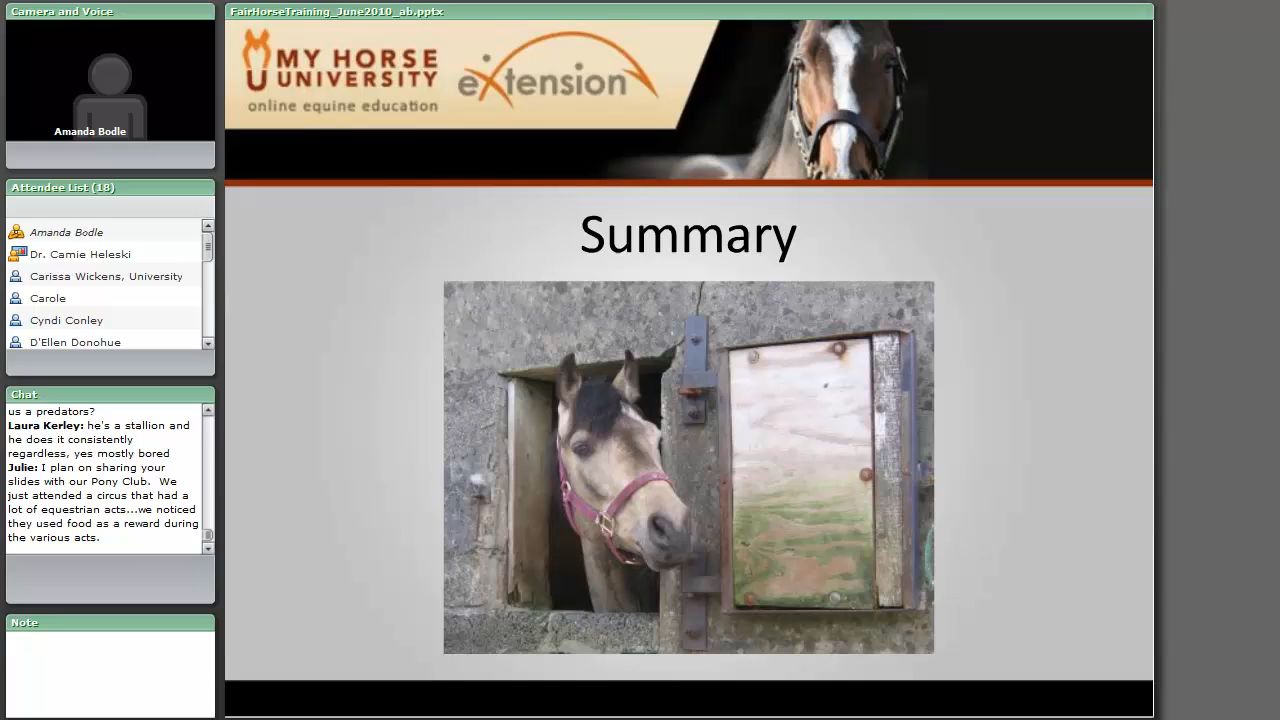 Camera and Voice
Amanda Bodle
Attendee List (18)
Amanda Bodle
Dr. Camie Heleski
Carissa Wickens, University
Carole
Cyndi Conley
D'Ellen Donohue
Chat
us a predators?
Laura Kerley: he's a stallion and
he does it consistently
regardless, yes mostly bored
Julie: I plan on sharing your
slides with our Pony Club. We
just attended a circus that had a
lot of equestrian acts...we noticed
they used food as a reward during
the various acts.
Note
FairHorseTraining_June2010_ab.pptx
MY HORSE
UNIVERSITY
online equine education
eXtension
Summary